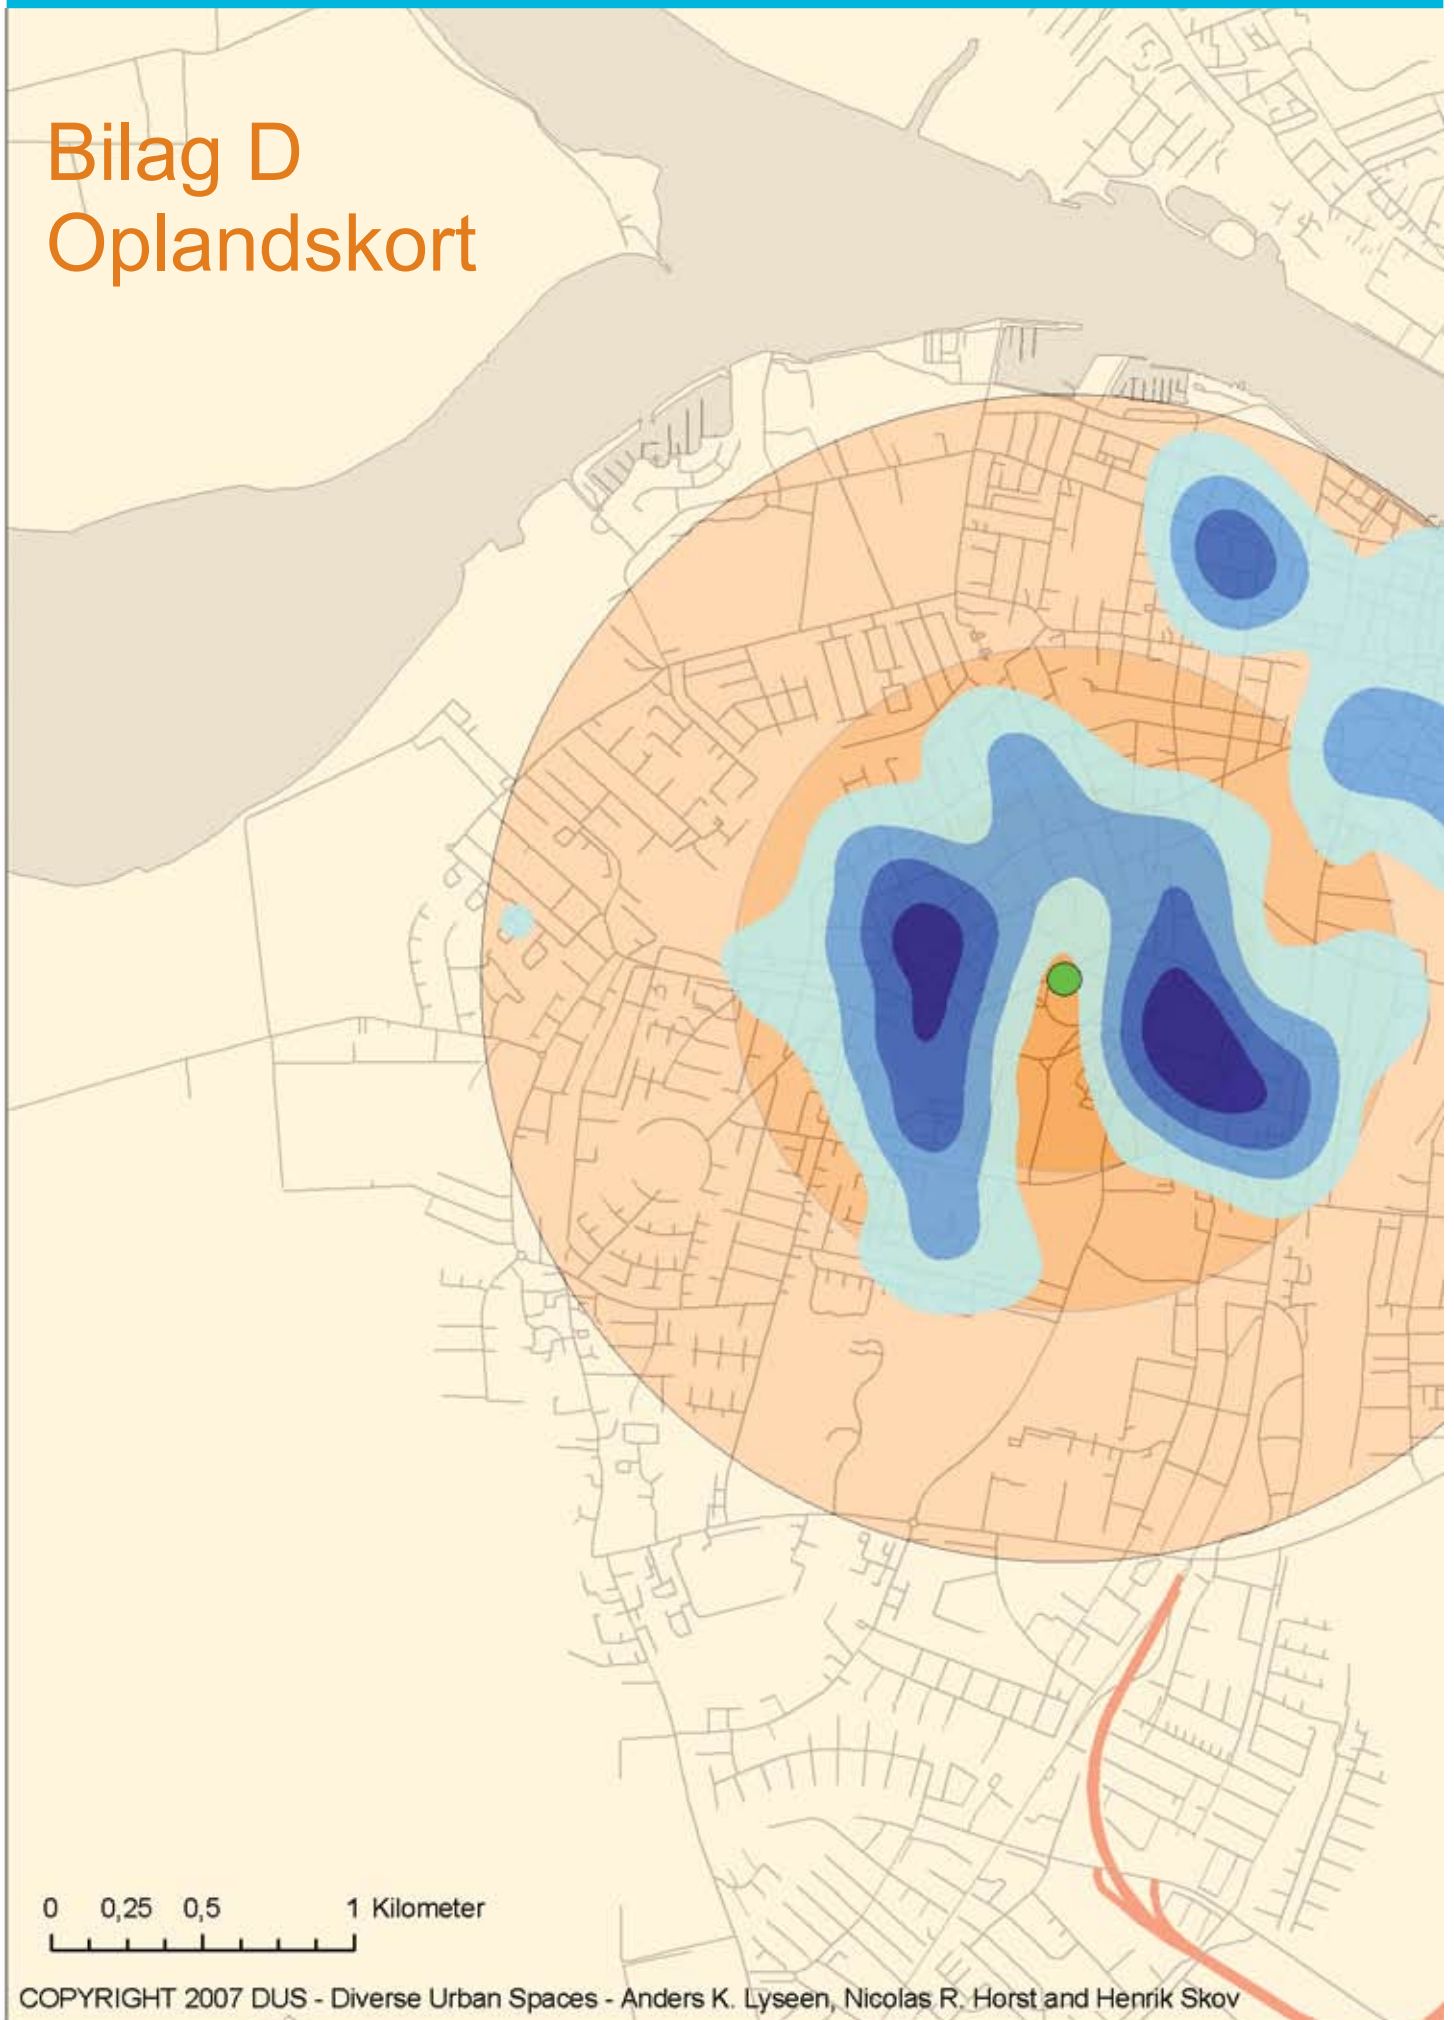 Bilag D
Oplandskort
0 0,25 0,5 1 Kilometer
COPYRIGHT 2007 DUS - Diverse Urban Spaces - Anders K. Lyseen, Nicolas R. Horst and Henrik Skov